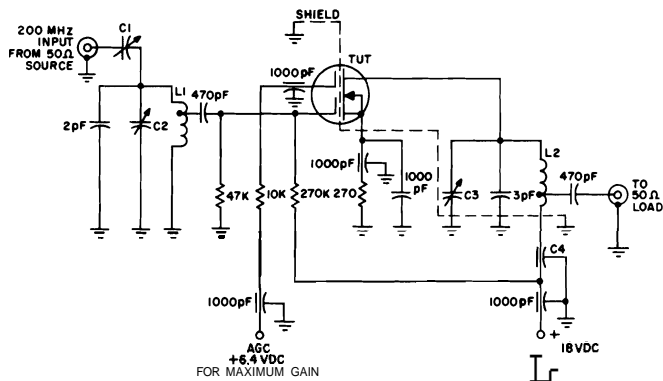 SHIELD
200 MHz
INPUT
FROM 50Ω
SOURCE
C1
TUT
1000pF
L1
470pF
2pF
C2
L2
470pF
TO
50Ω
LOAD
1000pF
1000
pF
C3
3pF
47K
10K
270K
270
C4
1000pF
1000pF
+
AGC
+6.4 VDC
FOR MAXIMUM GAIN
18VDC